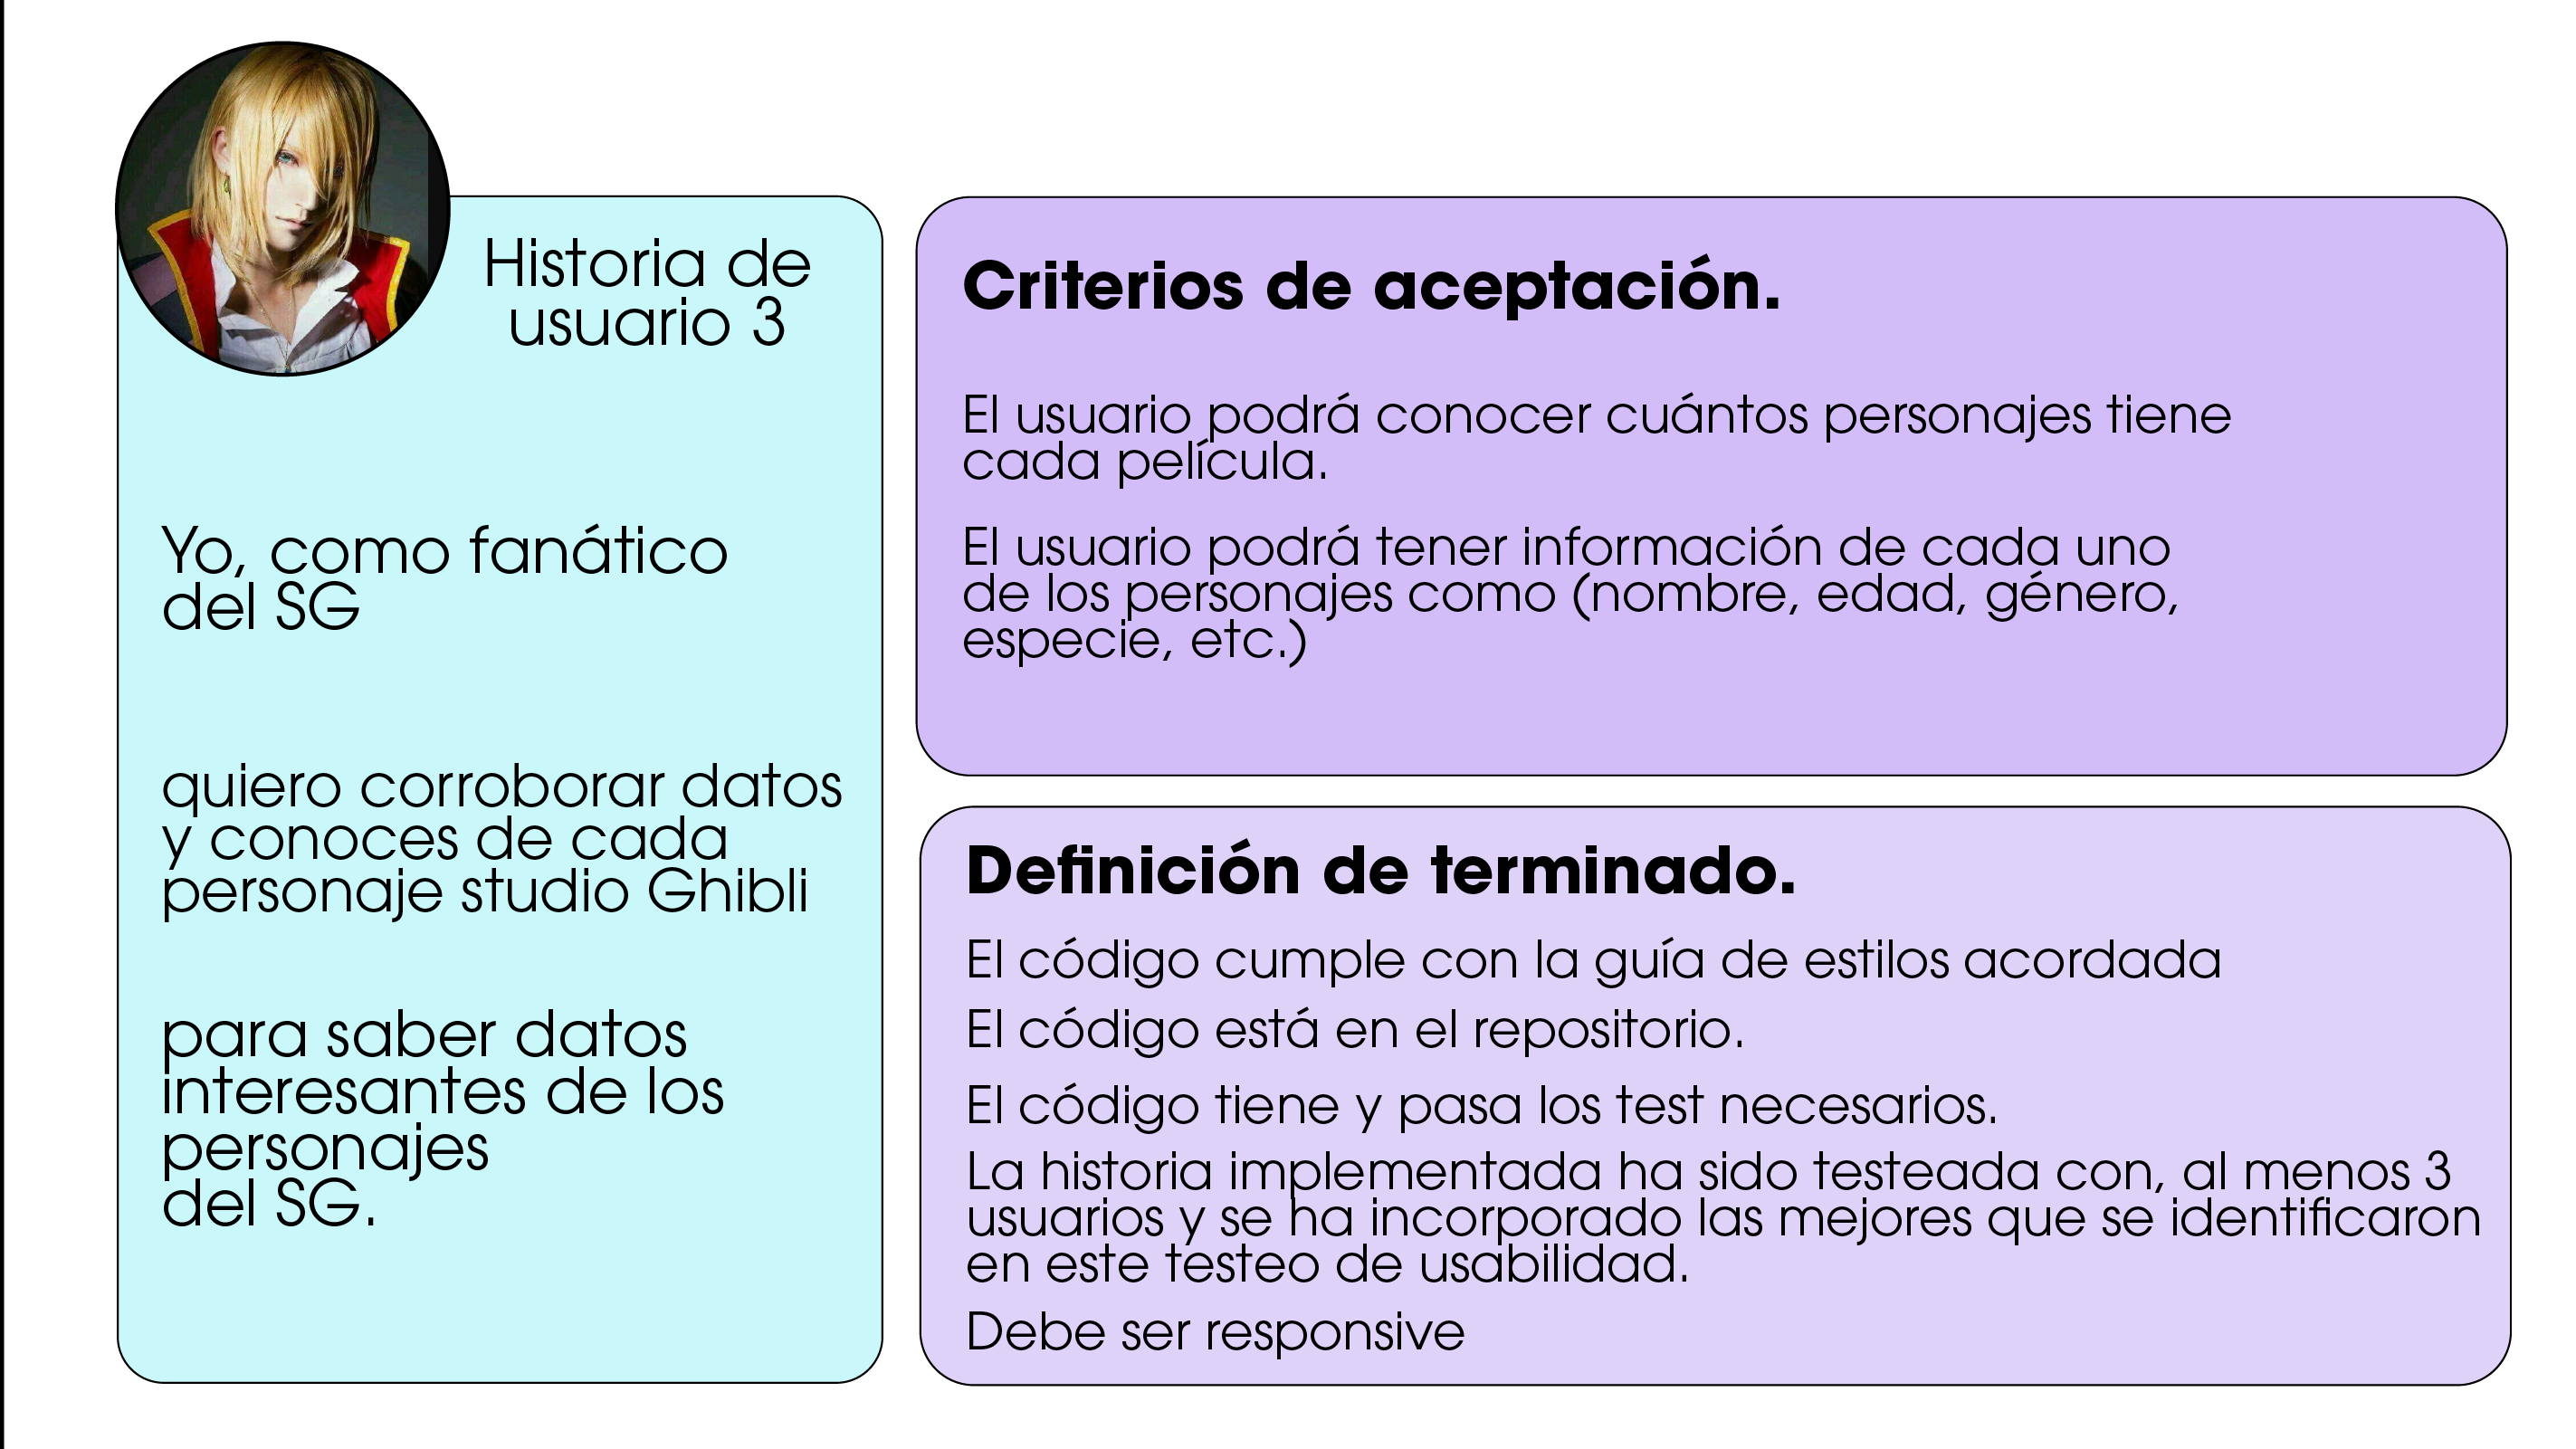 Historia de
usuario 3
Yo, como fanático
del SG
quiero corroborar datos
y conoces de cada
personaje studio Ghibli
para saber datos
interesantes de los
personajes
del SG.
Criterios de aceptación.
El usuario podrá conocer cuántos personajes tiene
cada película.
El usuario podrá tener información de cada uno
de los personajes como (nombre, edad, género,
especie, etc.)
Definición de terminado.
El código cumple con la guía de estilos acordada
El código está en el repositorio.
El código tiene y pasa los test necesarios.
La historia implementada ha sido testeada con, al menos 3
usuarios y se ha incorporado las mejores que se identificaron
en este testeo de usabilidad.
Debe ser responsive